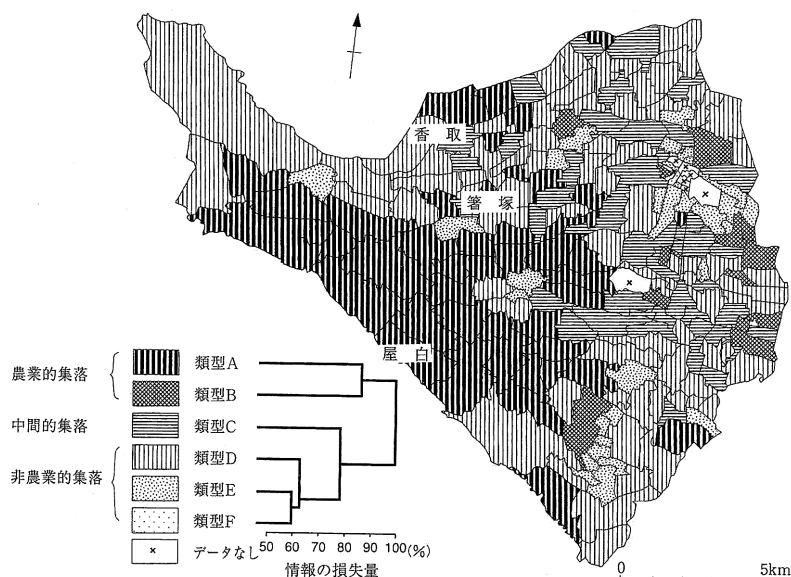 香取
箸塚
屋白
農業的集落
類型A
類型B
中間的集落
類型C
非農業的集落
類型D
類型E
類型F
× データなし
50 60 70 80 90 100(%)
情報の損失量
0 5km